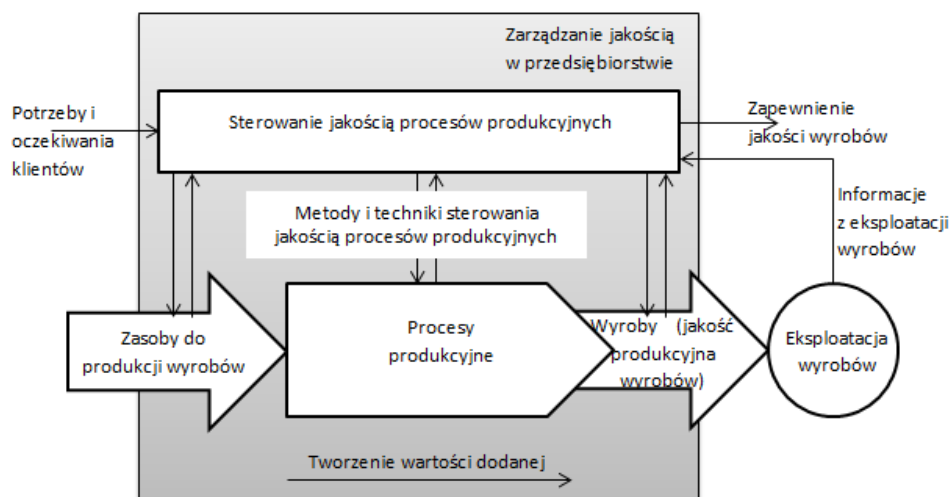 Zarządzanie jakością
w przedsiębiorstwie
Potrzeby i
oczekiwania
klientów
Sterowanie jakością procesów produkcyjnych
Zapewnienie
jakości wyrobów
Metody i techniki sterowania
jakością procesów produkcyjnych
Informacje
z eksploatacji
wyrobów
Zasoby do
produkcji wyrobów
Procesy
produkcyjne
Wyroby (jakość
produkcyjna
wyrobów)
Eksploatacja
wyrobów
Tworzenie wartości dodanej